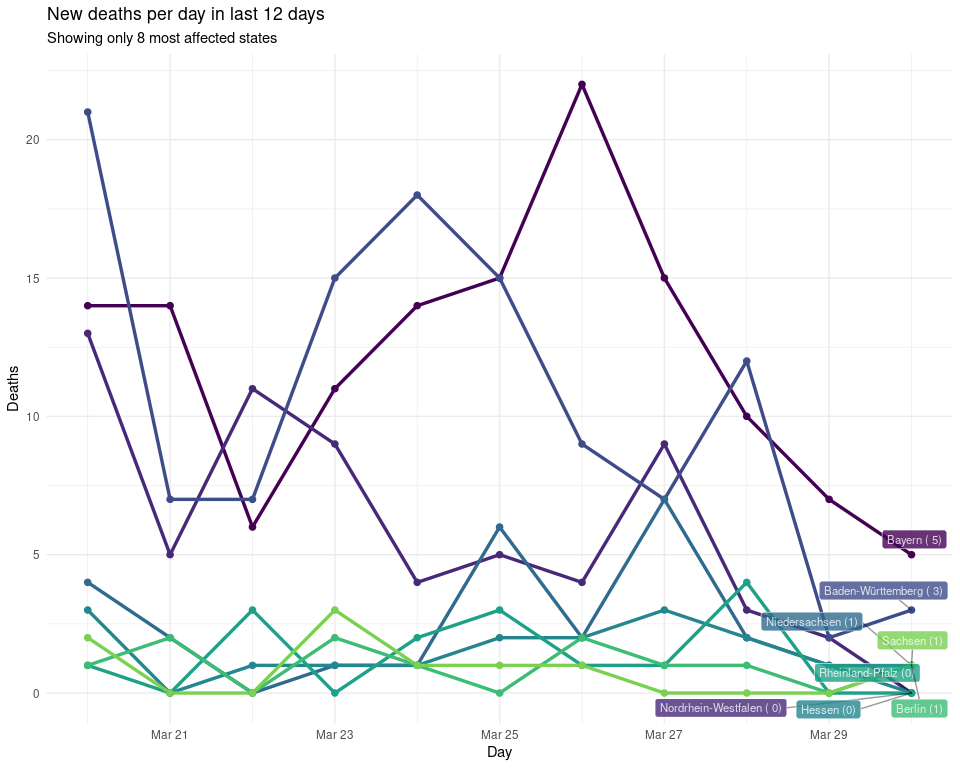 New deaths per day in last 12 days
Showing only 8 most affected states
Deaths
20
15
10
5
0
Bayern ( 5)
Baden-Württemberg ( 3)
Niedersachsen (1)
Sachsen (1)
Rheinland-Pfalz (0)
Nordrhein-Westfalen ( 0)
Hessen (0)
Berlin (1)
Mar 21
Mar 23
Mar 25
Mar 27
Mar 29
Day